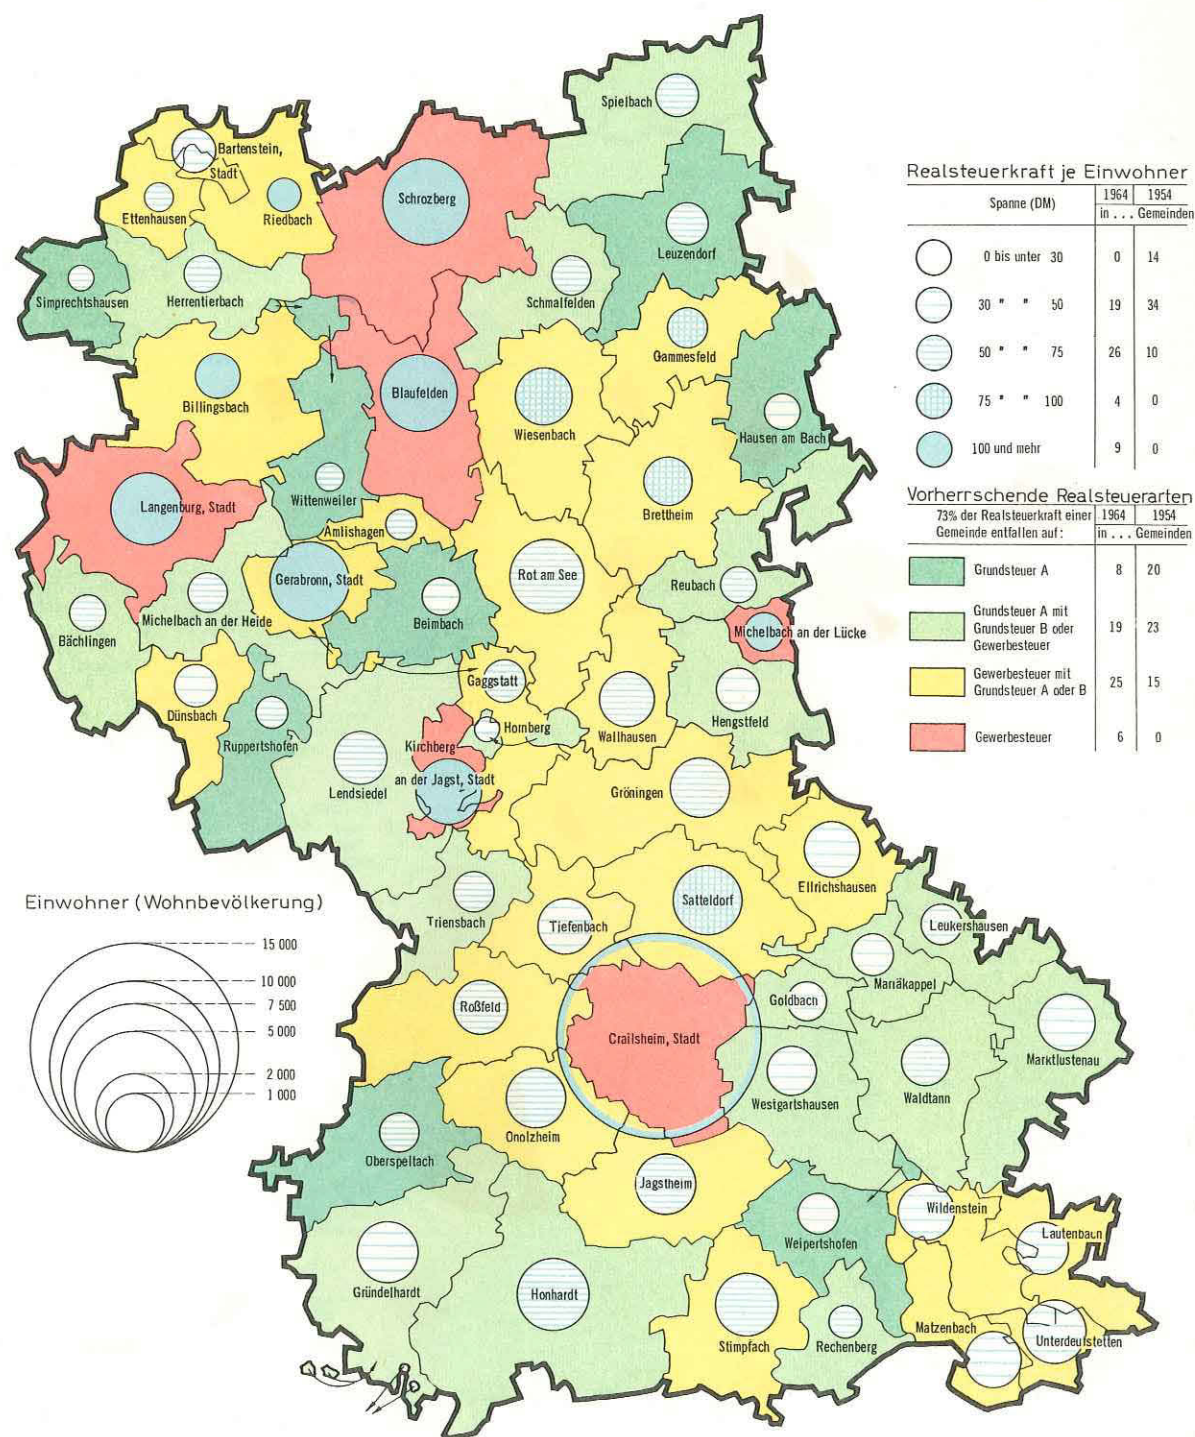 Spielbach
Bartenstein,
Stadt
Ettenhausen
Riedbach
Schrozberg
Leuzendorf
Simprechtshausen
Herrentierbach
Schmalfelden
Gammesfeld
Billingsbach
Blaufelden
Wiesenbach
Hausen am Bach
Langenburg, Stadt
Wittenweiler
Brettheim
Amlishagen
Gerabronn, Stadt
Rot am See
Reubach
Bächlingen
Michelbach an der Heide
Beimbach
Michelbach an der Lücke
Dünsbach
Gaggstatt
Hengstfeld
Ruppertshofen
Hornberg
Wallhausen
Kirchberg
an der Jagst, Stadt
Lendsiedel
Gröningen
Ellrichshausen
Triensbach
Tiefenbach
Satteldorf
Leukershausen
Mariäkappel
Roßfeld
Goldbach
Crailsheim, Stadt
Marktlustenau
Westgartshausen
Waldtann
Onolzheim
Oberspeltach
Jagstheim
Wildenstein
Weipertshofen
Lautenbach
Gründelhardt
Honhardt
Stimpfach
Rechenberg
Matzenbach
Unterdeufstetten
Realsteuerkraft je Einwohner
Spanne (DM) 1964 1954
in . . . Gemeinden
0 bis unter 30 0 14
30 " " 50 19 34
50 " " 75 26 10
75 " " 100 4 0
100 und mehr 9 0
Vorherrschende Realsteuerarten
73% der Realsteuerkraft einer 1964 1954
Gemeinde entfallen auf: in . . . Gemeinden
Grundsteuer A 8 20
Grundsteuer A mit
Grundsteuer B oder 19 23
Gewerbesteuer
Gewerbesteuer mit 25 15
Grundsteuer A oder B
Gewerbesteuer 6 0
Einwohner (Wohnbevölkerung)
15 000
10 000
7 500
5 000
2 000
1 000